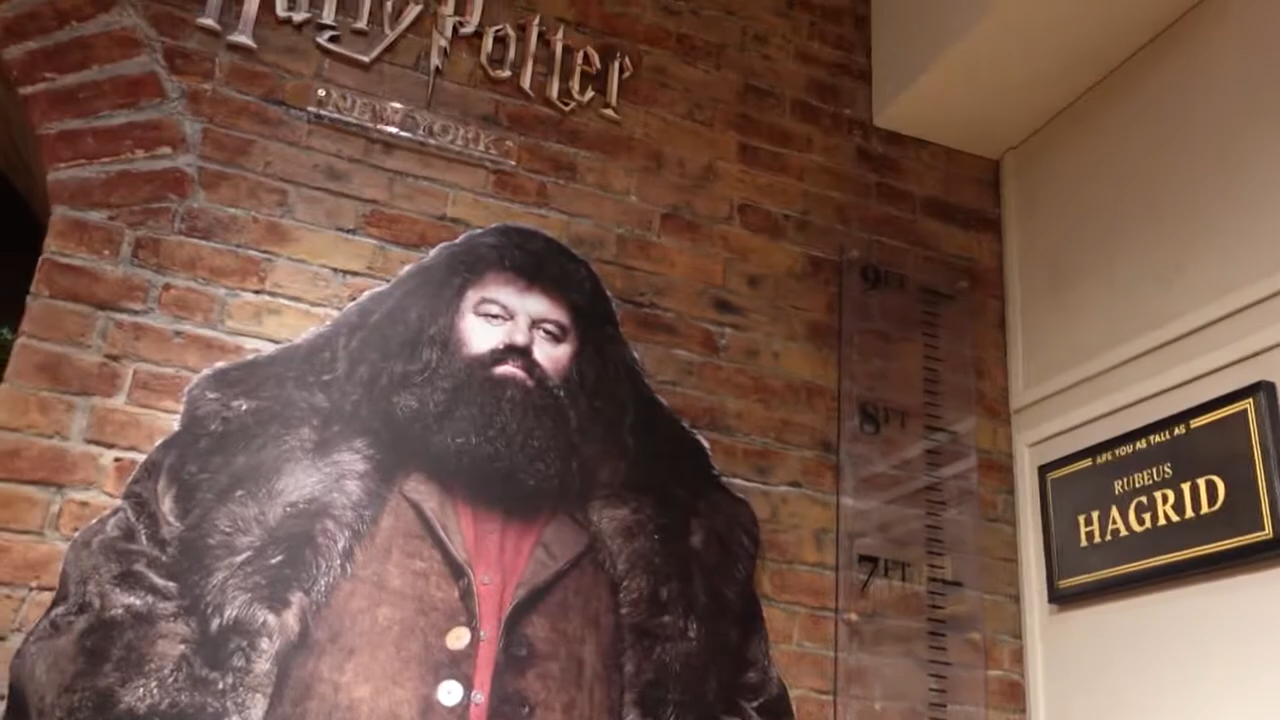 Harry Potter
NEW YORK
9FT
8FT
7FT
ARE YOU AS TALL AS
RUBEUS
HAGRID